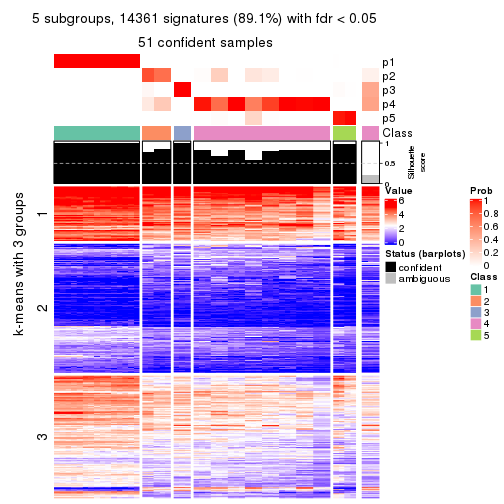 5 subgroups, 14361 signatures (89.1%) with fdr < 0.05
51 confident samples
p1
p2
p3
p4
p5
Class
1
0.5
0
Silhouette
score
k-means with 3 groups
1
2
3
Value
6
4
2
0
Status (barplots)
confident
ambiguous
Prob
1
0.8
0.6
0.4
0.2
0
Class
1
2
3
4
5